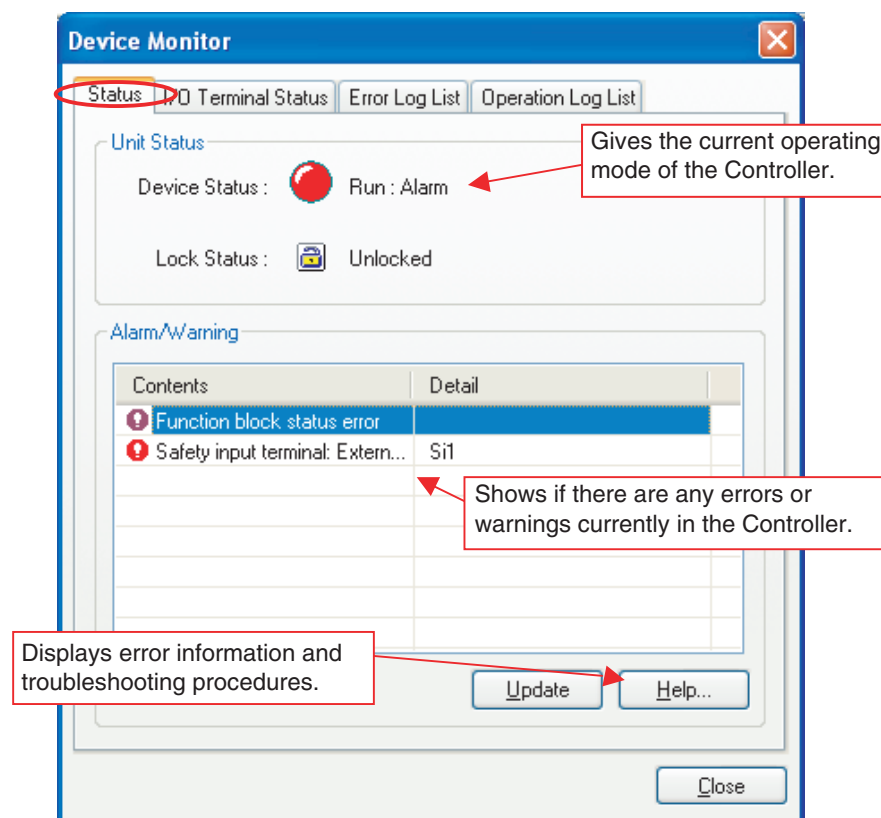 Device Monitor
Status I/O Terminal Status Error Log List Operation Log List
Unit Status
Gives the current operating
mode of the Controller.
Device Status : Run : Alarm
Lock Status : Unlocked
Alarm/Warning
Contents Detail
Function block status error
Safety input terminal: Extern... Si1
Shows if there are any errors or
warnings currently in the Controller.
Displays error information and
troubleshooting procedures.
Update Help...
Close